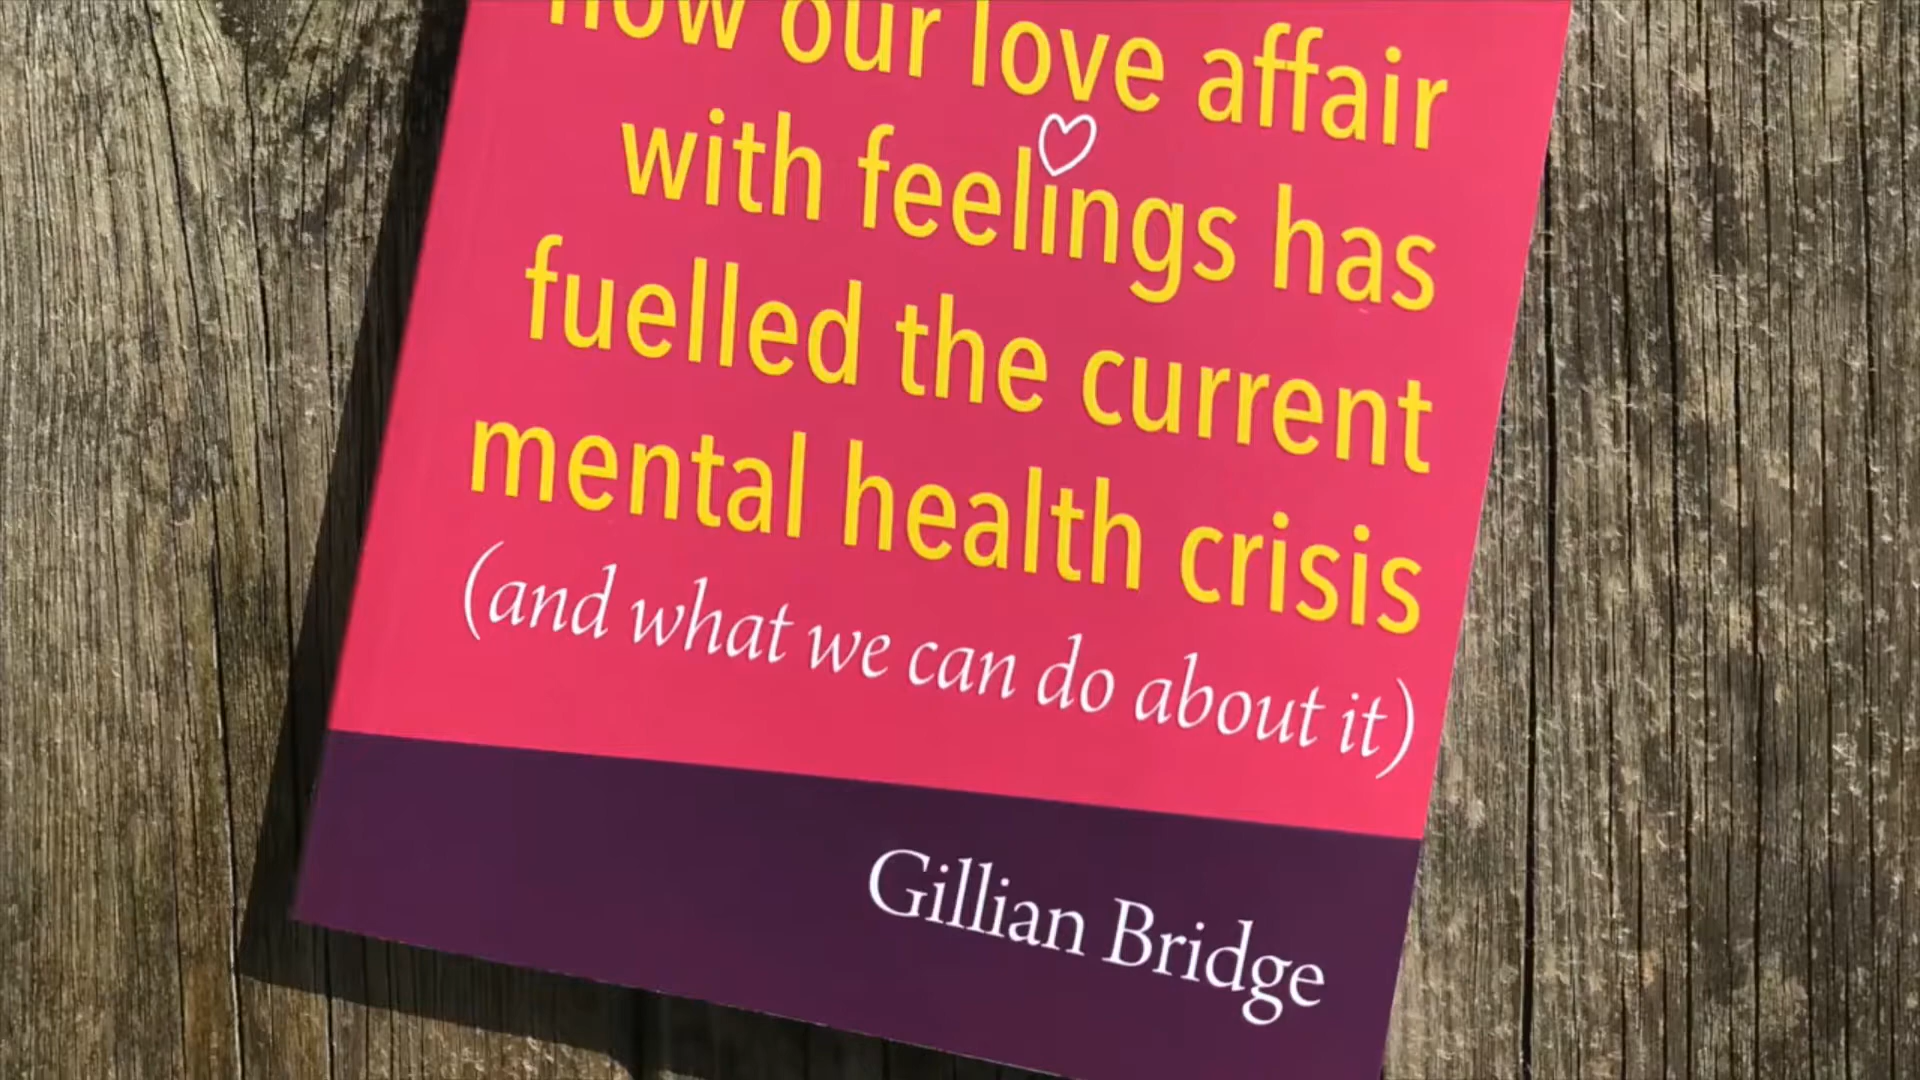 how our love affair
with feelings has
fuelled the current
mental health crisis
(and what we can do about it)
Gillian Bridge